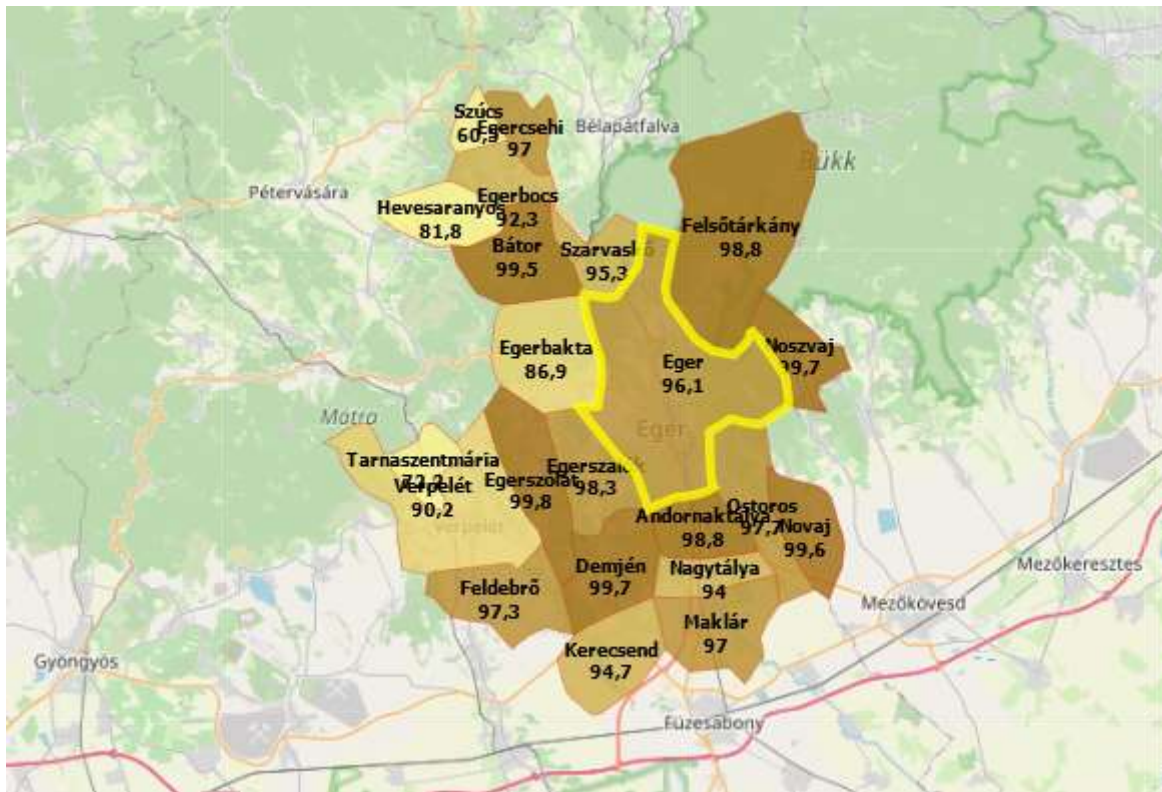 Szúcs
Egercsehi
97
Bélapátfalva
Bükk
Pétervására
Egerbocs
92,3
Hevesaranyos
81,8
Bátor
99,5
Szarvaskő
95,3
Felsőtárkány
98,8
Egerbakta
86,9
Eger
96,1
Noszvaj
99,7
Matra
Eger
Tarnaszentmária
Verpelét
90,2
Verpelét
Egerszólát
99,8
Egerszalók
98,3
Andornaktálya
98,8
Ostoros
97,7
Novaj
99,6
Demjén
99,7
Nagytálya
94
Feldebrő
97,3
Maklár
97
Kerecsend
94,7
Mezőkeresztes
Mezőkövesd
Gyöngyös
Füzesabony